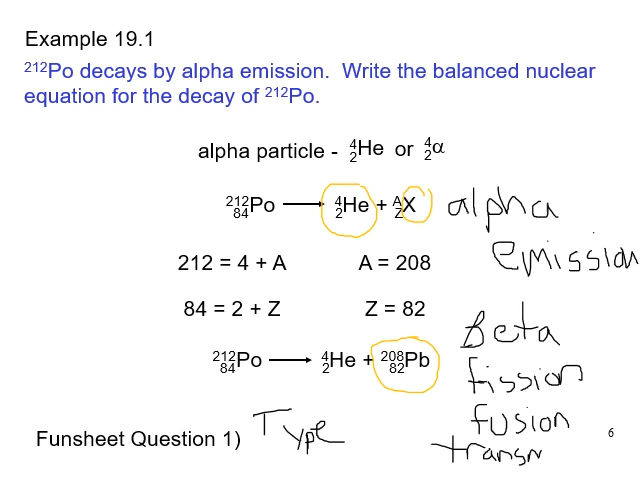 Example 19.1
²¹²Po decays by alpha emission. Write the balanced nuclear
equation for the decay of ²¹²Po.
alpha particle - ⁴₂He or ⁴₂α
²¹²₈₄Po ⟶ ⁴₂He + ᴬ_Z X alpha
emission
212 = 4 + A A = 208
84 = 2 + Z Z = 82
Beta
²¹²₈₄Po ⟶ ⁴₂He + ²⁰⁸₈₂Pb
fission
fusion
Funsheet Question 1) Type
transm
6